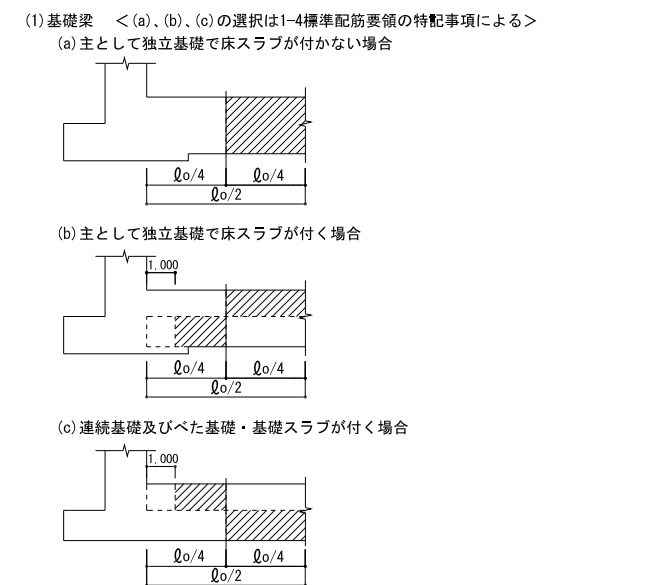 (1)基礎梁　<(a)、(b)、(c)の選択は1-4標準配筋要領の特記事項による>
(a)主として独立基礎で床スラブが付かない場合
ℓo/4 ℓo/4
ℓo/2
(b)主として独立基礎で床スラブが付く場合
1,000
ℓo/4 ℓo/4
ℓo/2
(c)連続基礎及びべた基礎・基礎スラブが付く場合
1,000
ℓo/4 ℓo/4
ℓo/2